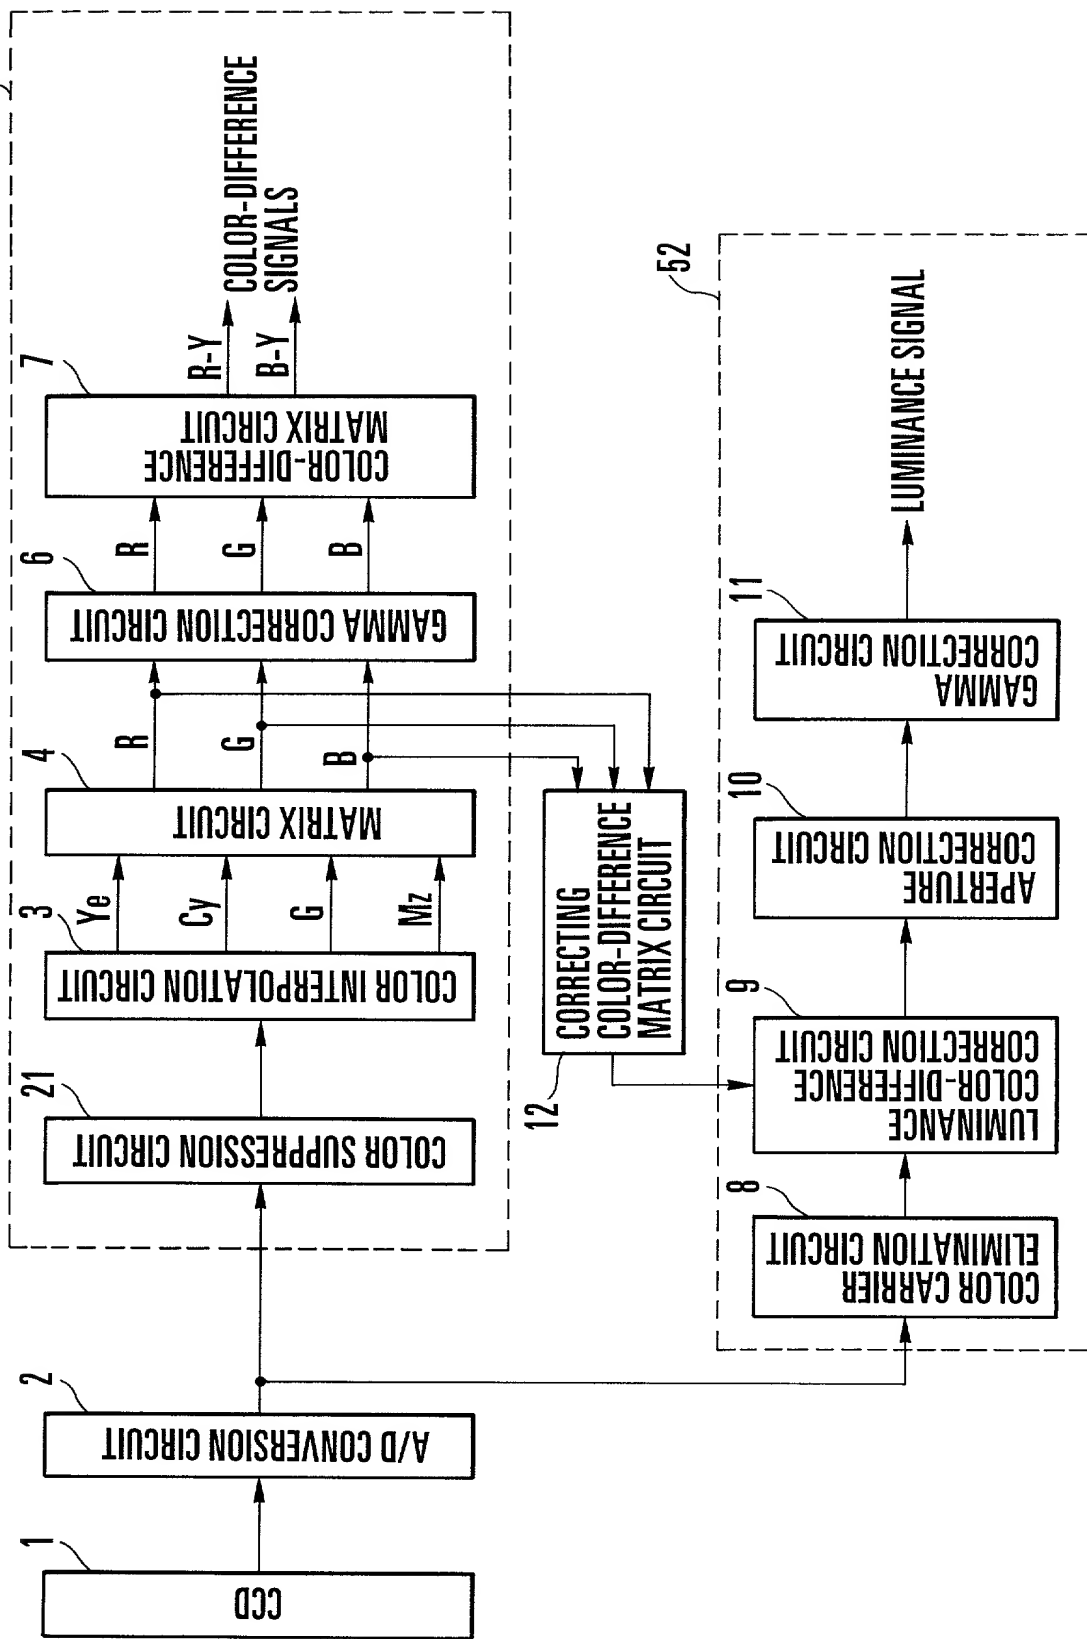 1
CCD
2
A/D CONVERSION CIRCUIT
21
COLOR SUPPRESSION CIRCUIT
3
COLOR INTERPOLATION CIRCUIT
Ye
Cy
G
Mz
4
MATRIX CIRCUIT
R
G
B
6
GAMMA CORRECTION CIRCUIT
R
G
B
7
COLOR-DIFFERENCE
MATRIX CIRCUIT
R-Y
B-Y
COLOR-DIFFERENCE
SIGNALS
12
CORRECTING
COLOR-DIFFERENCE
MATRIX CIRCUIT
52
8
COLOR CARRIER
ELIMINATION CIRCUIT
9
LUMINANCE
COLOR-DIFFERENCE
CORRECTION CIRCUIT
10
APERTURE
CORRECTION CIRCUIT
11
GAMMA
CORRECTION CIRCUIT
LUMINANCE SIGNAL